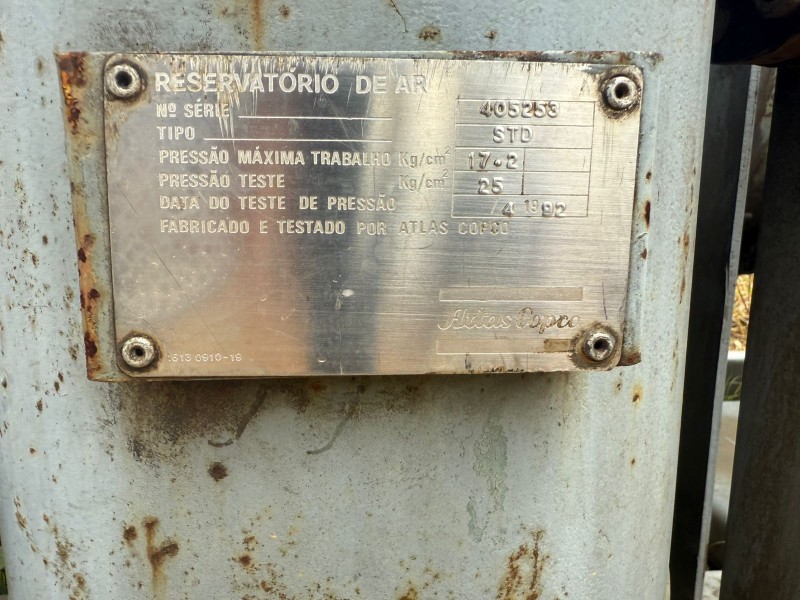 RESERVATÓRIO DE AR
Nº SÉRIE 405253
TIPO STD
PRESSÃO MÁXIMA TRABALHO Kg/cm² 17.2
PRESSÃO TESTE Kg/cm² 25
DATA DO TESTE DE PRESSÃO /4 1992
FABRICADO E TESTADO POR ATLAS COPCO
Atlas Copco
1613 0910-19